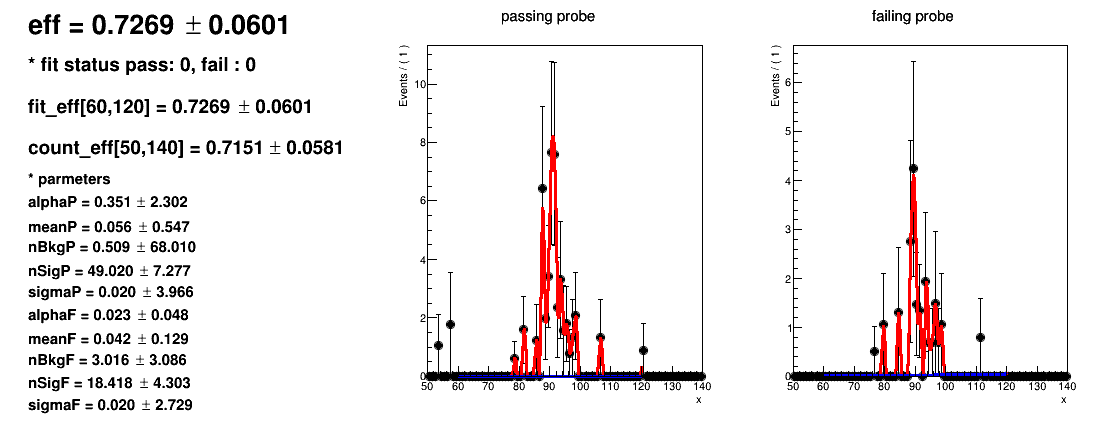 eff = 0.7269 ± 0.0601
* fit status pass: 0, fail : 0
fit_eff[60,120] = 0.7269 ± 0.0601
count_eff[50,140] = 0.7151 ± 0.0581
* parmeters
alphaP = 0.351 ± 2.302
meanP = 0.056 ± 0.547
nBkgP = 0.509 ± 68.010
nSigP = 49.020 ± 7.277
sigmaP = 0.020 ± 3.966
alphaF = 0.023 ± 0.048
meanF = 0.042 ± 0.129
nBkgF = 3.016 ± 3.086
nSigF = 18.418 ± 4.303
sigmaF = 0.020 ± 2.729
passing probe
Events / ( 1 )
10
8
6
4
2
0
50 60 70 80 90 100 110 120 130 140
x
failing probe
Events / ( 1 )
6
5
4
3
2
1
0
50 60 70 80 90 100 110 120 130 140
x